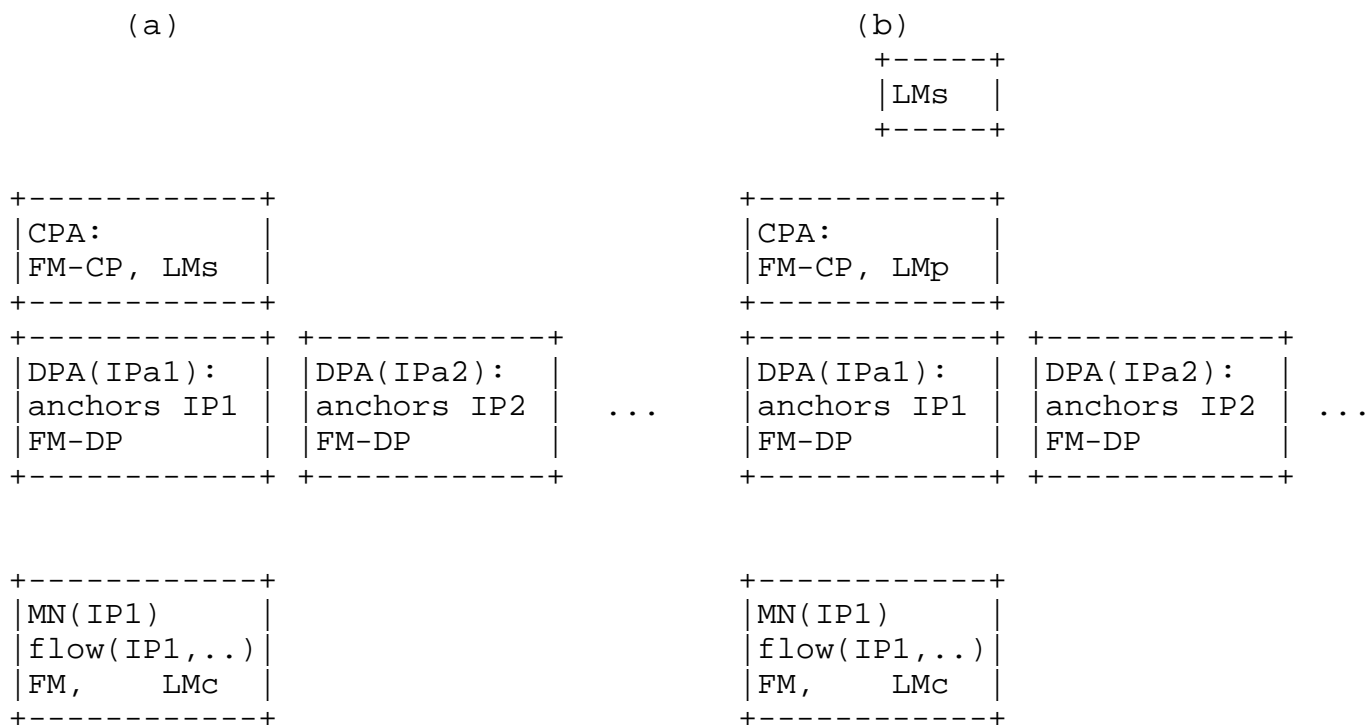 (a) (b)
+-----+
|LMs  |
+-----+
+------------+ +------------+
|CPA:        | |CPA:        |
|FM-CP, LMs  | |FM-CP, LMp  |
+------------+ +------------+
+------------+ +------------+ +------------+ +------------+
|DPA(IPa1):  | |DPA(IPa2):  | |DPA(IPa1):  | |DPA(IPa2):  |
|anchors IP1 | |anchors IP2 | ... |anchors IP1 | |anchors IP2 | ...
|FM-DP       | |FM-DP       | |FM-DP       | |FM-DP       |
+------------+ +------------+ +------------+ +------------+
+------------+ +------------+
|MN(IP1)     | |MN(IP1)     |
|flow(IP1,..)| |flow(IP1,..)|
|FM,     LMc | |FM,     LMc |
+------------+ +------------+